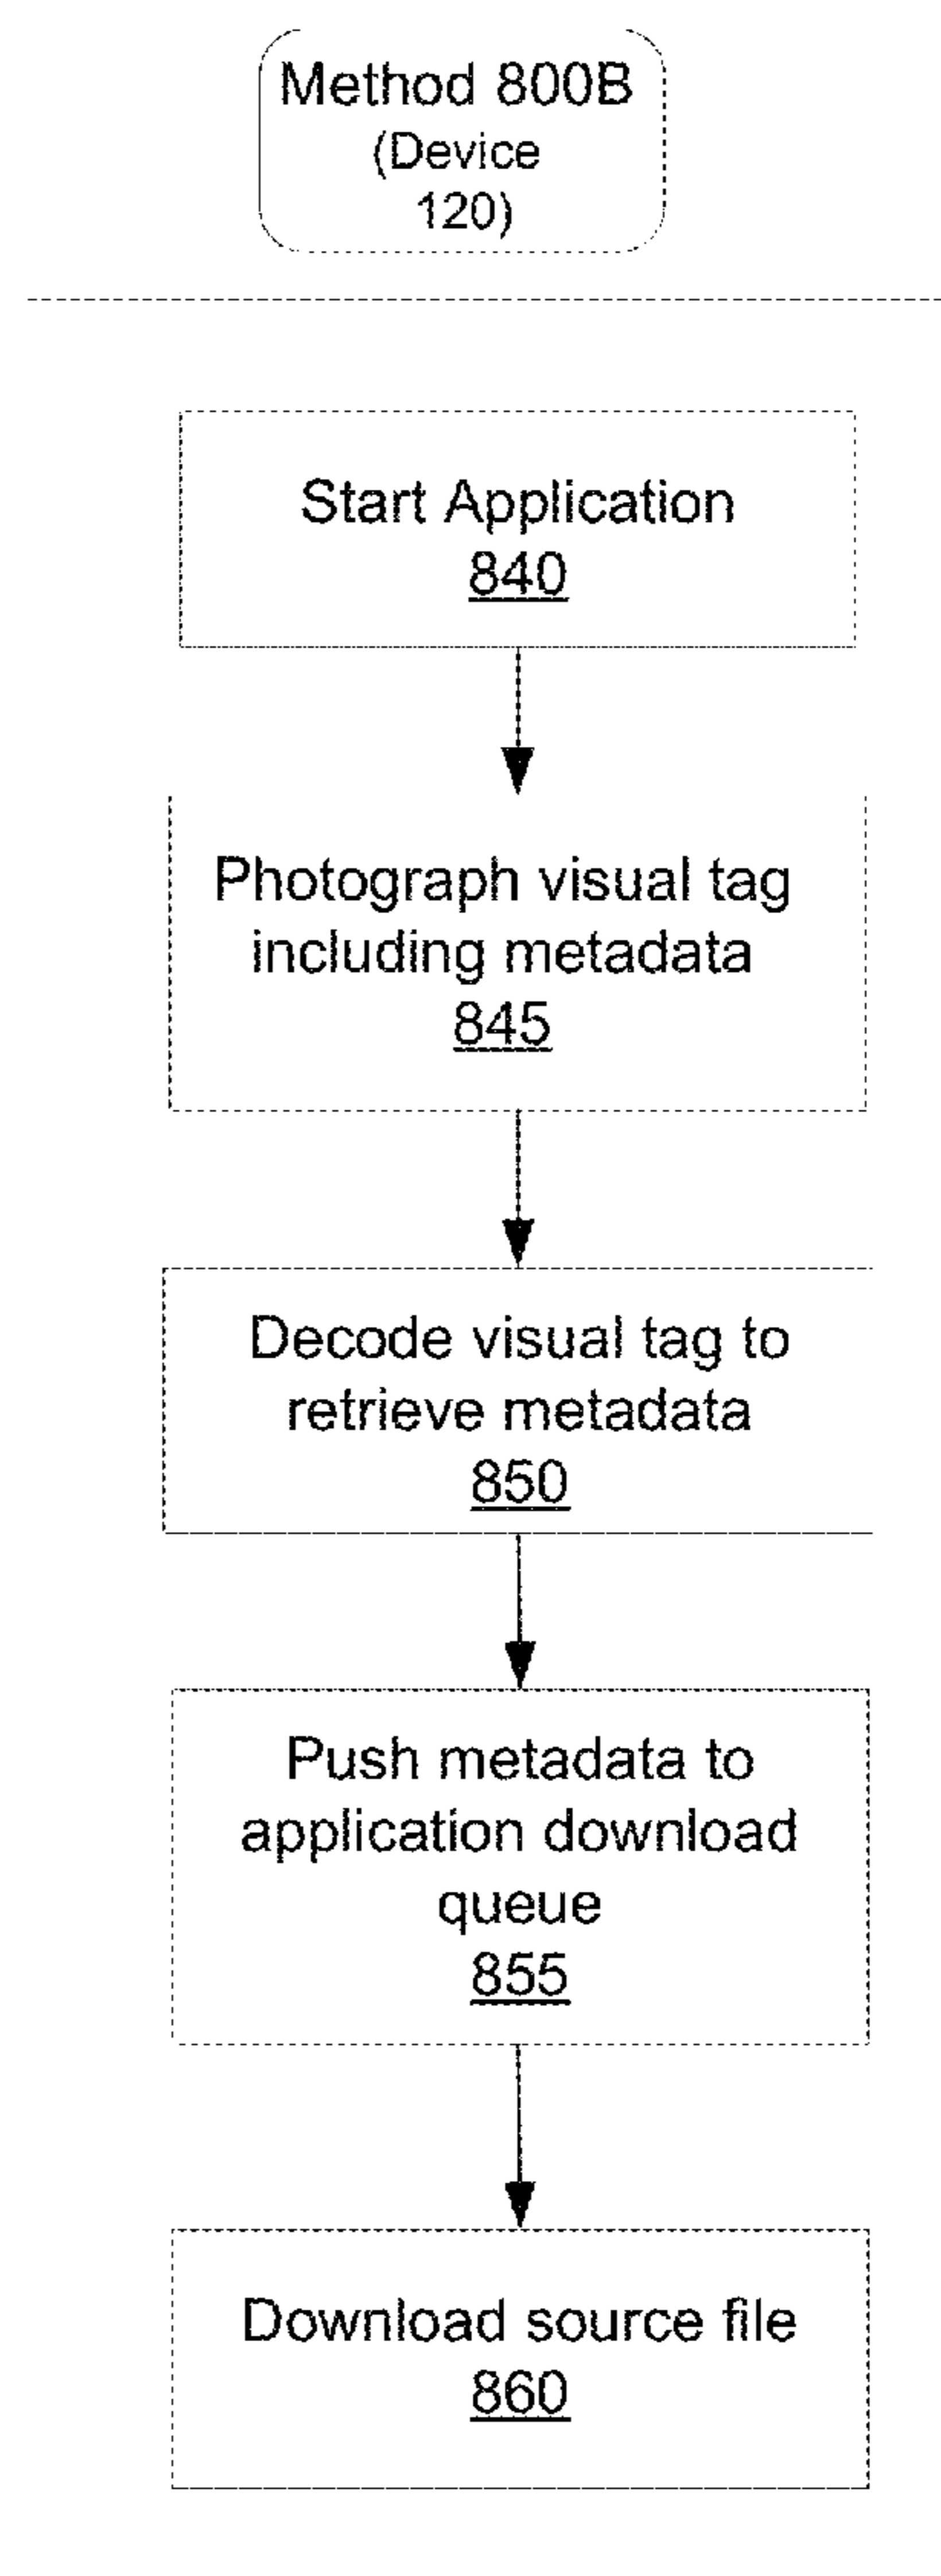 Method 800B
(Device
120)
Start Application
840
Photograph visual tag
including metadata
845
Decode visual tag to
retrieve metadata
850
Push metadata to
application download
queue
855
Download source file
860